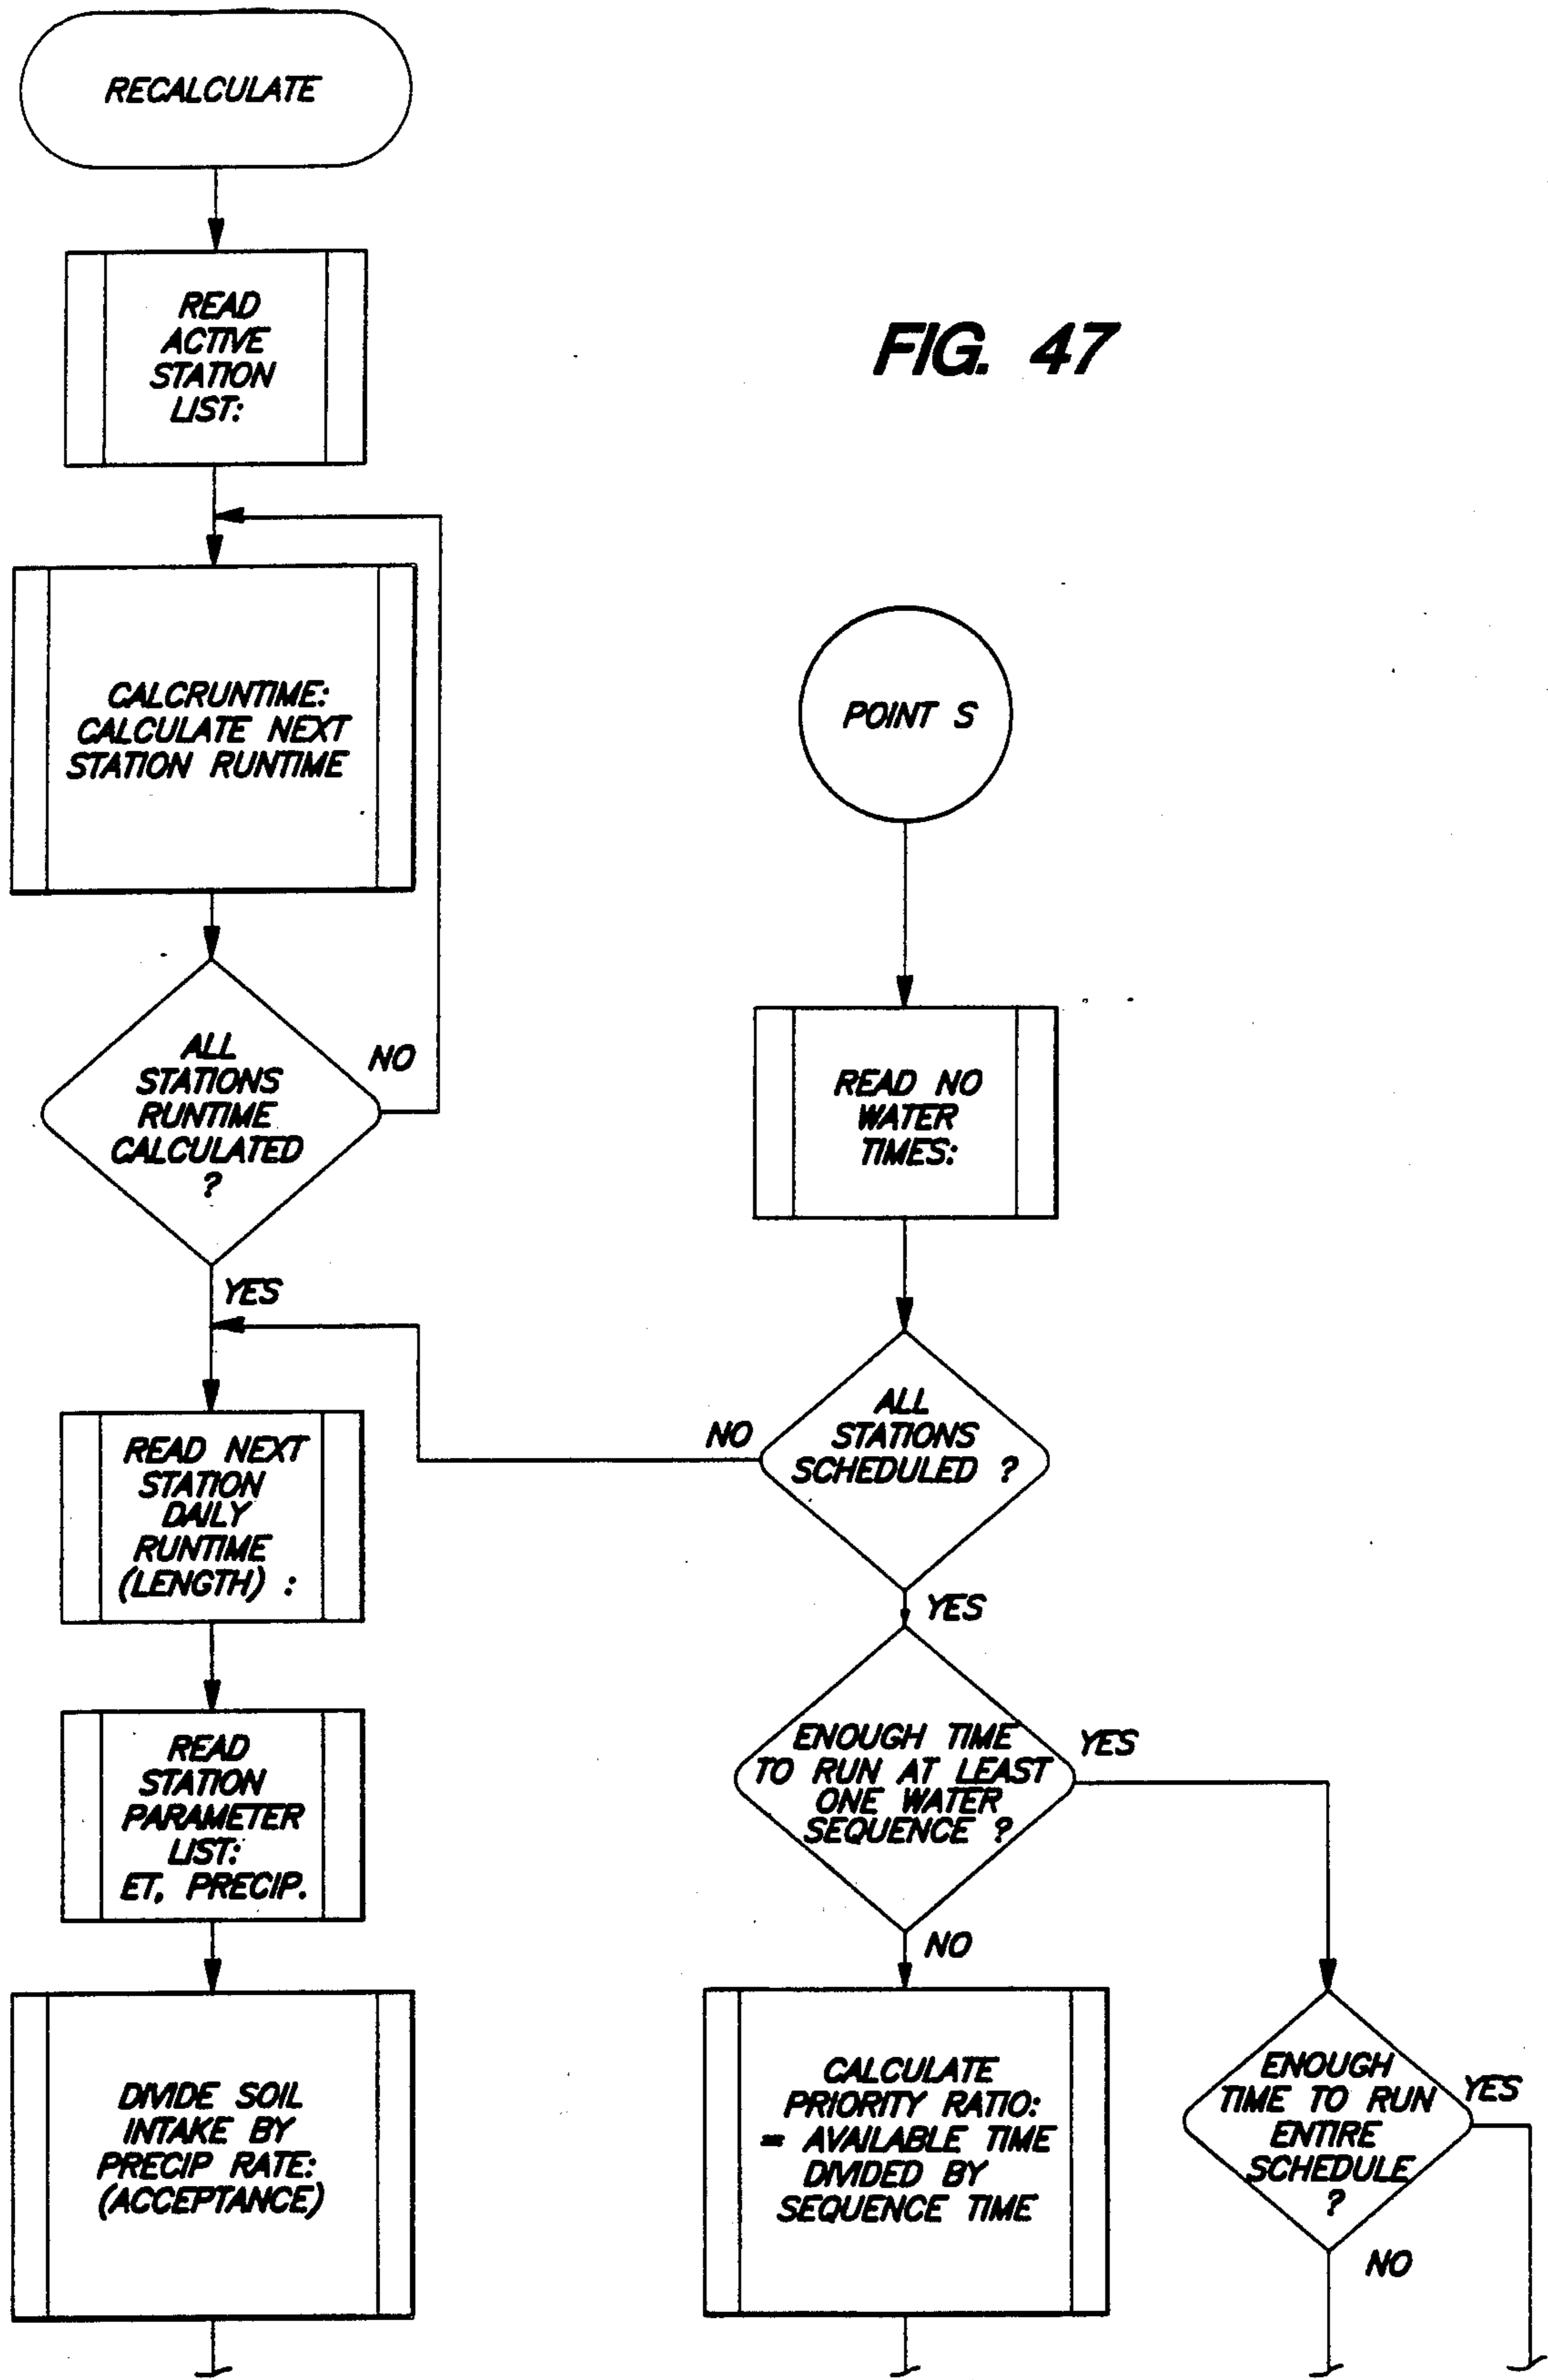 RECALCULATE
READ
ACTIVE
STATION
LIST:
FIG. 47
CALCRUNTIME:
CALCULATE NEXT
STATION RUNTIME
ALL
STATIONS
RUNTIME
CALCULATED
?
NO
YES
READ NEXT
STATION
DAILY
RUNTIME
(LENGTH) :
READ
STATION
PARAMETER
LIST:
ET, PRECIP.
DIVIDE SOIL
INTAKE BY
PRECIP RATE:
(ACCEPTANCE)
POINT S
READ NO
WATER
TIMES:
ALL
STATIONS
SCHEDULED ?
NO
YES
ENOUGH TIME
TO RUN AT LEAST
ONE WATER
SEQUENCE ?
YES
NO
CALCULATE
PRIORITY RATIO:
= AVAILABLE TIME
DIVIDED BY
SEQUENCE TIME
ENOUGH
TIME TO RUN
ENTIRE
SCHEDULE
?
YES
NO